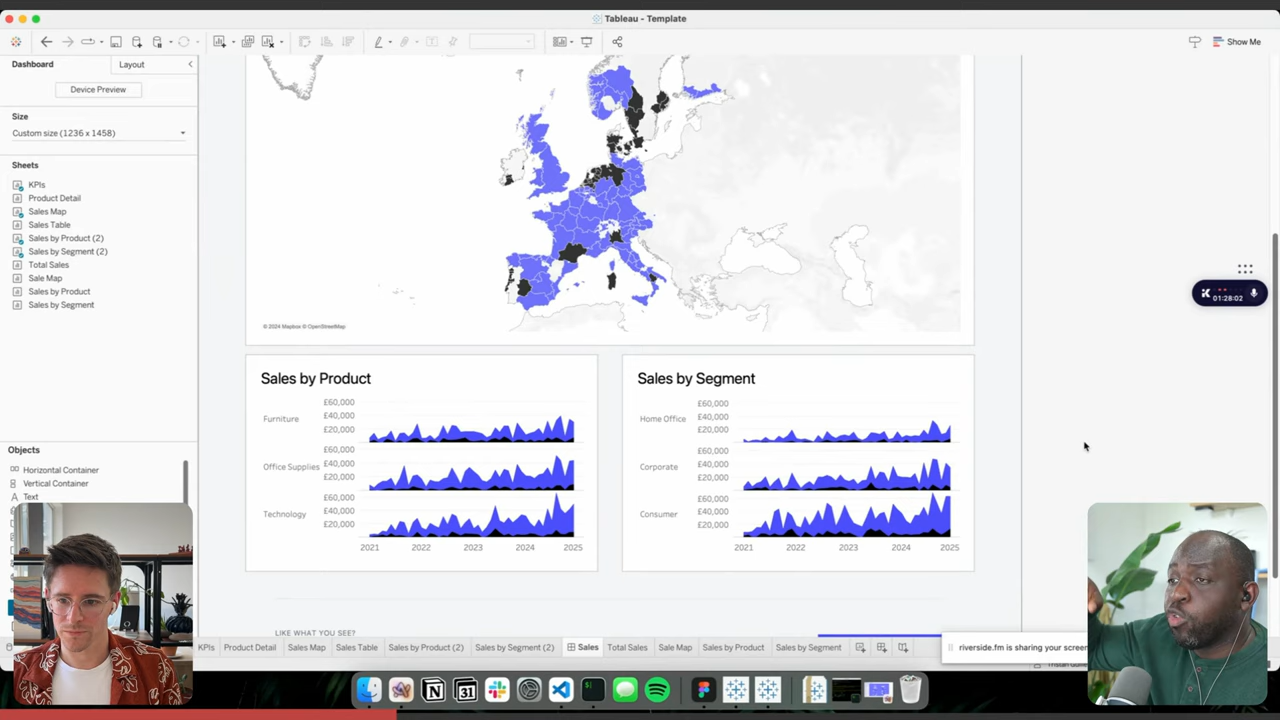 Tableau - Template
Show Me
Dashboard
Layout
Device Preview
Size
Custom size (1236 x 1458)
Sheets
KPIs
Product Detail
Sales Map
Sales Table
Sales by Product (2)
Sales by Segment (2)
Total Sales
Sale Map
Sales by Product
Sales by Segment
Objects
Horizontal Container
Vertical Container
Text
© 2024 Mapbox © OpenStreetMap
01:28:02
Sales by Product
Furniture
£60,000
£40,000
£20,000
Office Supplies
£60,000
£40,000
£20,000
Technology
£60,000
£40,000
£20,000
2021 2022 2023 2024 2025
Sales by Segment
Home Office
£60,000
£40,000
£20,000
Corporate
£60,000
£40,000
£20,000
Consumer
£60,000
£40,000
£20,000
2021 2022 2023 2024 2025
LIKE WHAT YOU SEE?
KPIs Product Detail Sales Map Sales Table Sales by Product (2) Sales by Segment (2) Sales Total Sales Sale Map Sales by Product Sales by Segment
riverside.fm is sharing your screen
31